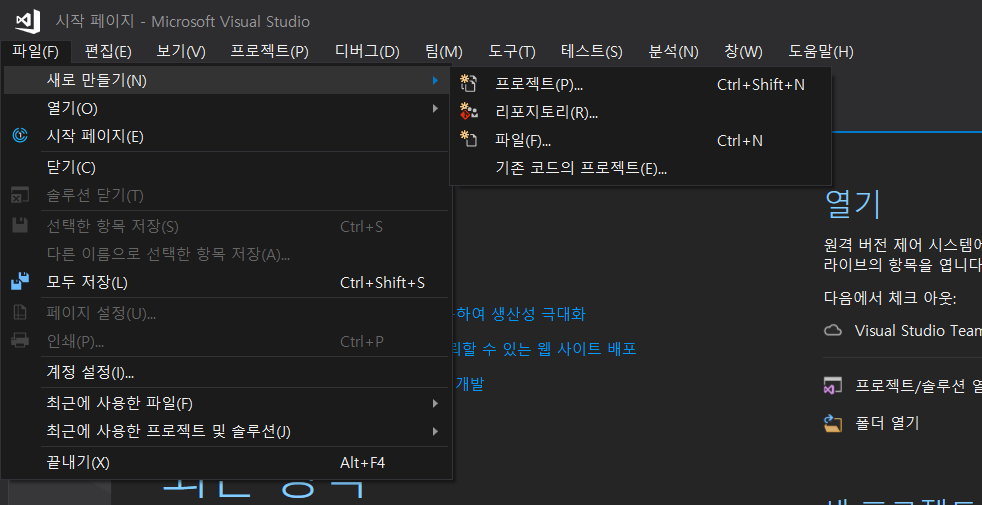 시작 페이지 - Microsoft Visual Studio
파일(F) 편집(E) 보기(V) 프로젝트(P) 디버그(D) 팀(M) 도구(T) 테스트(S) 분석(N) 창(W) 도움말(H)
새로 만들기(N)
열기(O)
시작 페이지(E)
닫기(C)
솔루션 닫기(T)
선택한 항목 저장(S) Ctrl+S
다른 이름으로 선택한 항목 저장(A)...
모두 저장(L) Ctrl+Shift+S
페이지 설정(U)...
인쇄(P)... Ctrl+P
계정 설정(I)...
최근에 사용한 파일(F)
최근에 사용한 프로젝트 및 솔루션(J)
끝내기(X) Alt+F4
프로젝트(P)... Ctrl+Shift+N
리포지토리(R)...
파일(F)... Ctrl+N
기존 코드의 프로젝트(E)...
생산성 극대화
수 있는 웹 사이트 배포
개발
열기
원격 버전 제어 시스템에
라이브의 항목을 엽니다
다음에서 체크 아웃:
Visual Studio Team
프로젝트/솔루션 열
폴더 열기